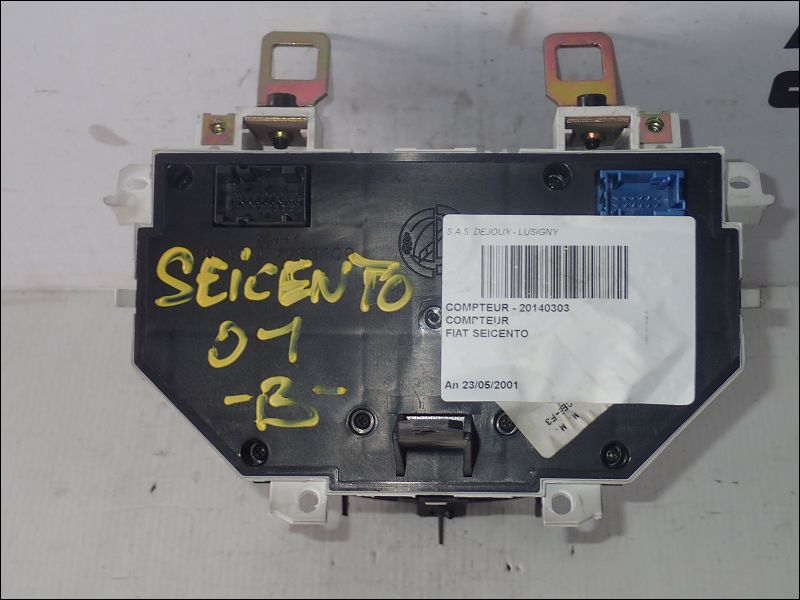 SEICENTO
01
-B-
S.A.S. DEJOUX - LUSIGNY
COMPTEUR - 20140303
COMPTEUR
FIAT SEICENTO
An 23/05/2001